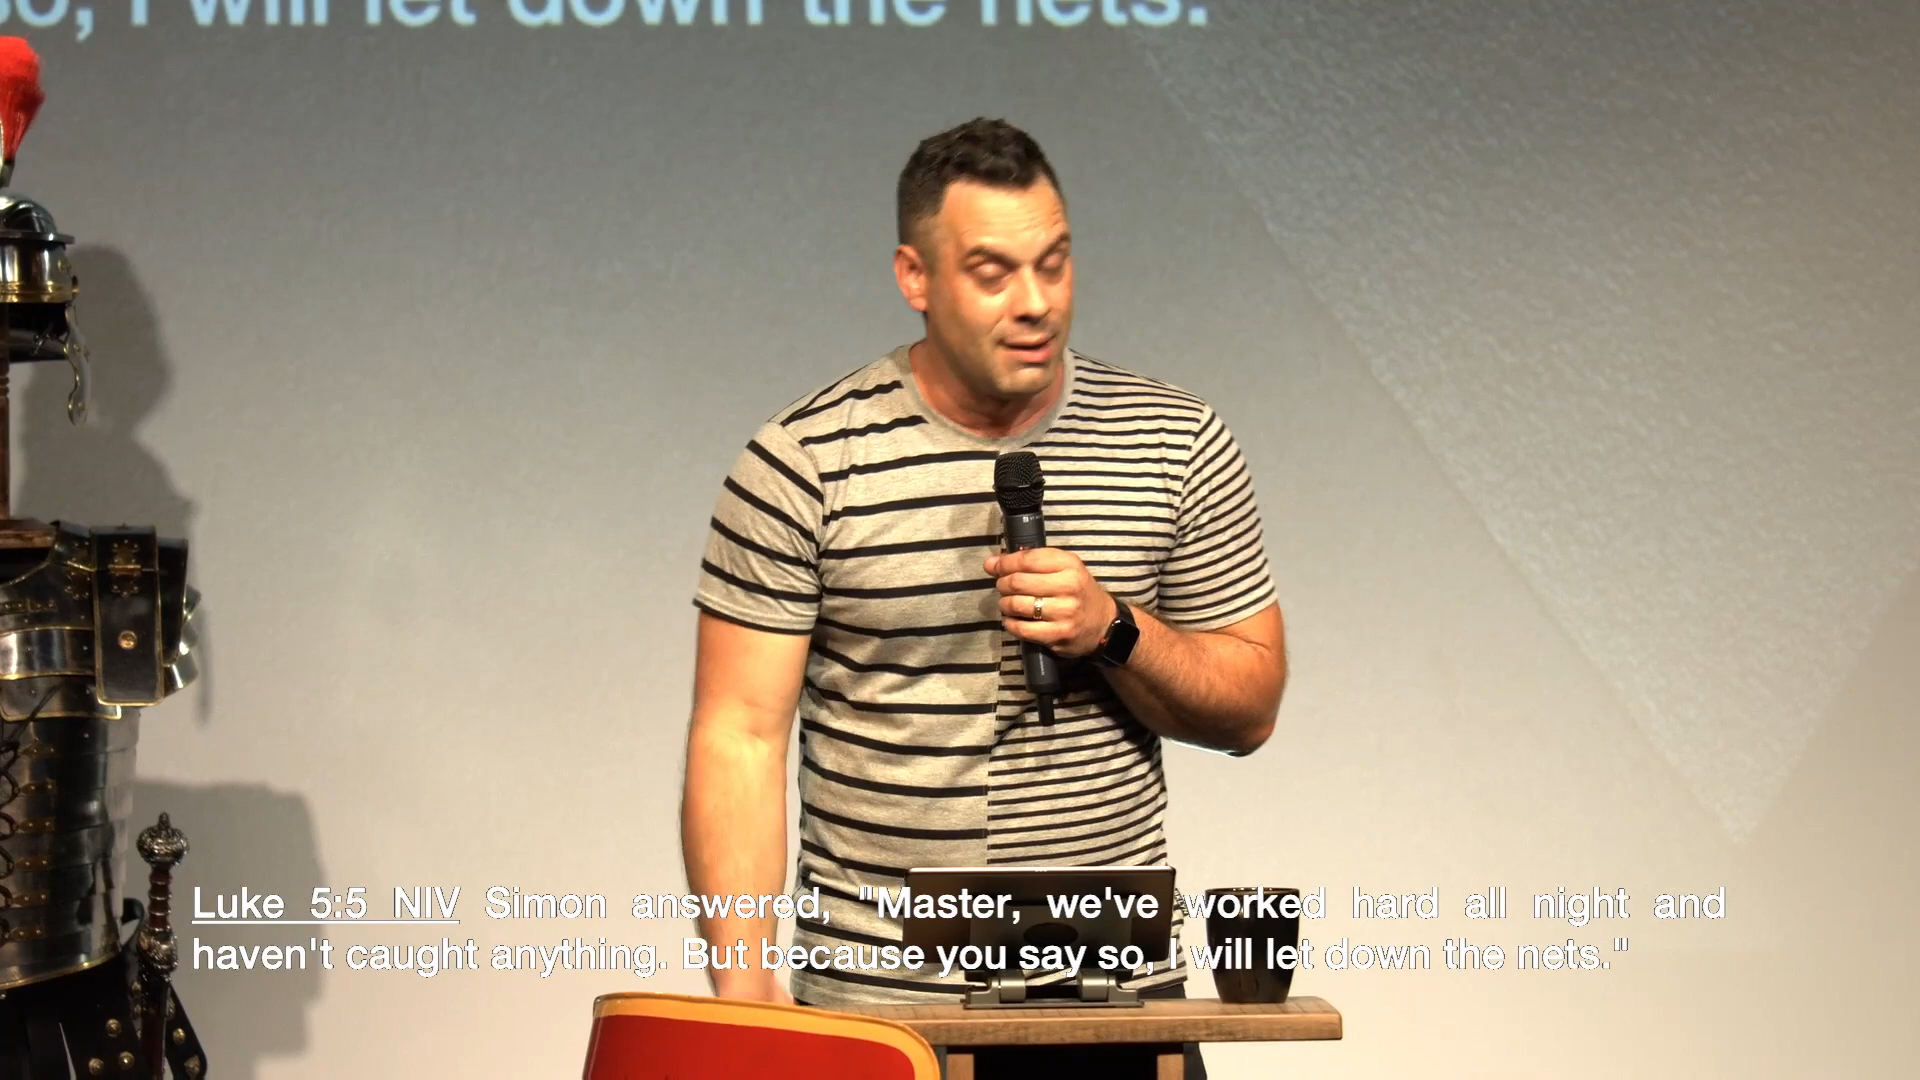 so, I will let down the nets.
Luke 5:5 NIV Simon answered, "Master, we've worked hard all night and
haven't caught anything. But because you say so, I will let down the nets."